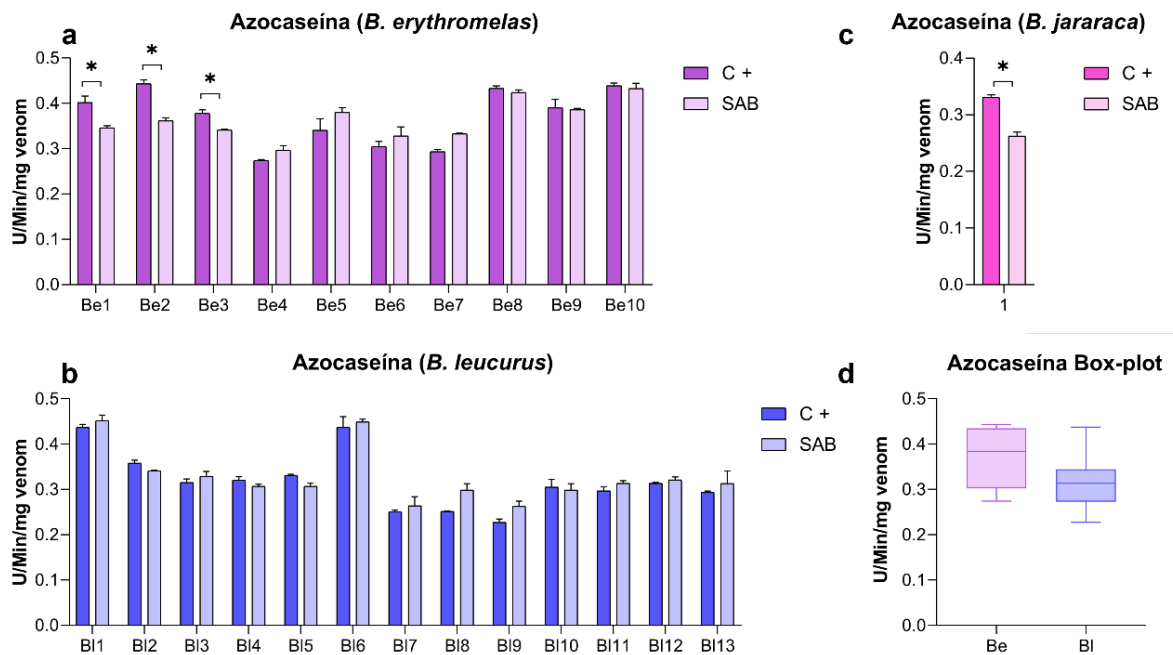 a
Azocaseína (B. erythromelas)
U/Min/mg venom
0.5
0.4
0.3
0.2
0.1
0.0
*
*
*
Be1 Be2 Be3 Be4 Be5 Be6 Be7 Be8 Be9 Be10
C +
SAB
c
Azocaseína (B. jararaca)
U/Min/mg venom
0.4
0.3
0.2
0.1
0.0
*
1
C +
SAB
b
Azocaseína (B. leucurus)
U/Min/mg venom
0.5
0.4
0.3
0.2
0.1
0.0
Bl1 Bl2 Bl3 Bl4 Bl5 Bl6 Bl7 Bl8 Bl9 Bl10 Bl11 Bl12 Bl13
C +
SAB
d
Azocaseína Box-plot
U/Min/mg venom
0.5
0.4
0.3
0.2
0.1
0.0
Be Bl